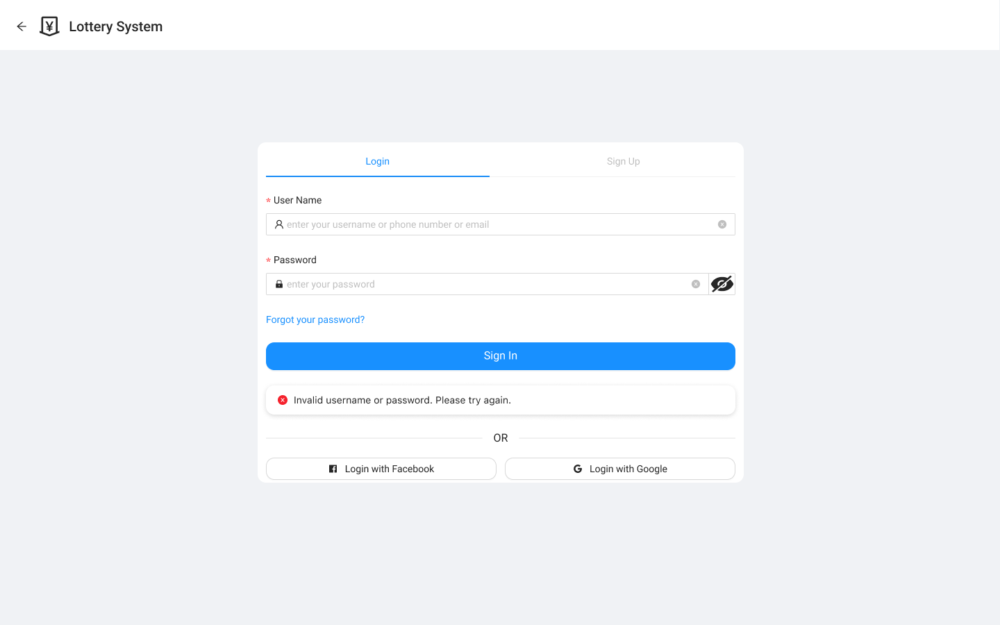 Lottery System
Login
Sign Up
* User Name
enter your username or phone number or email
* Password
enter your password
Forgot your password?
Sign In
Invalid username or password. Please try again.
OR
Login with Facebook
Login with Google